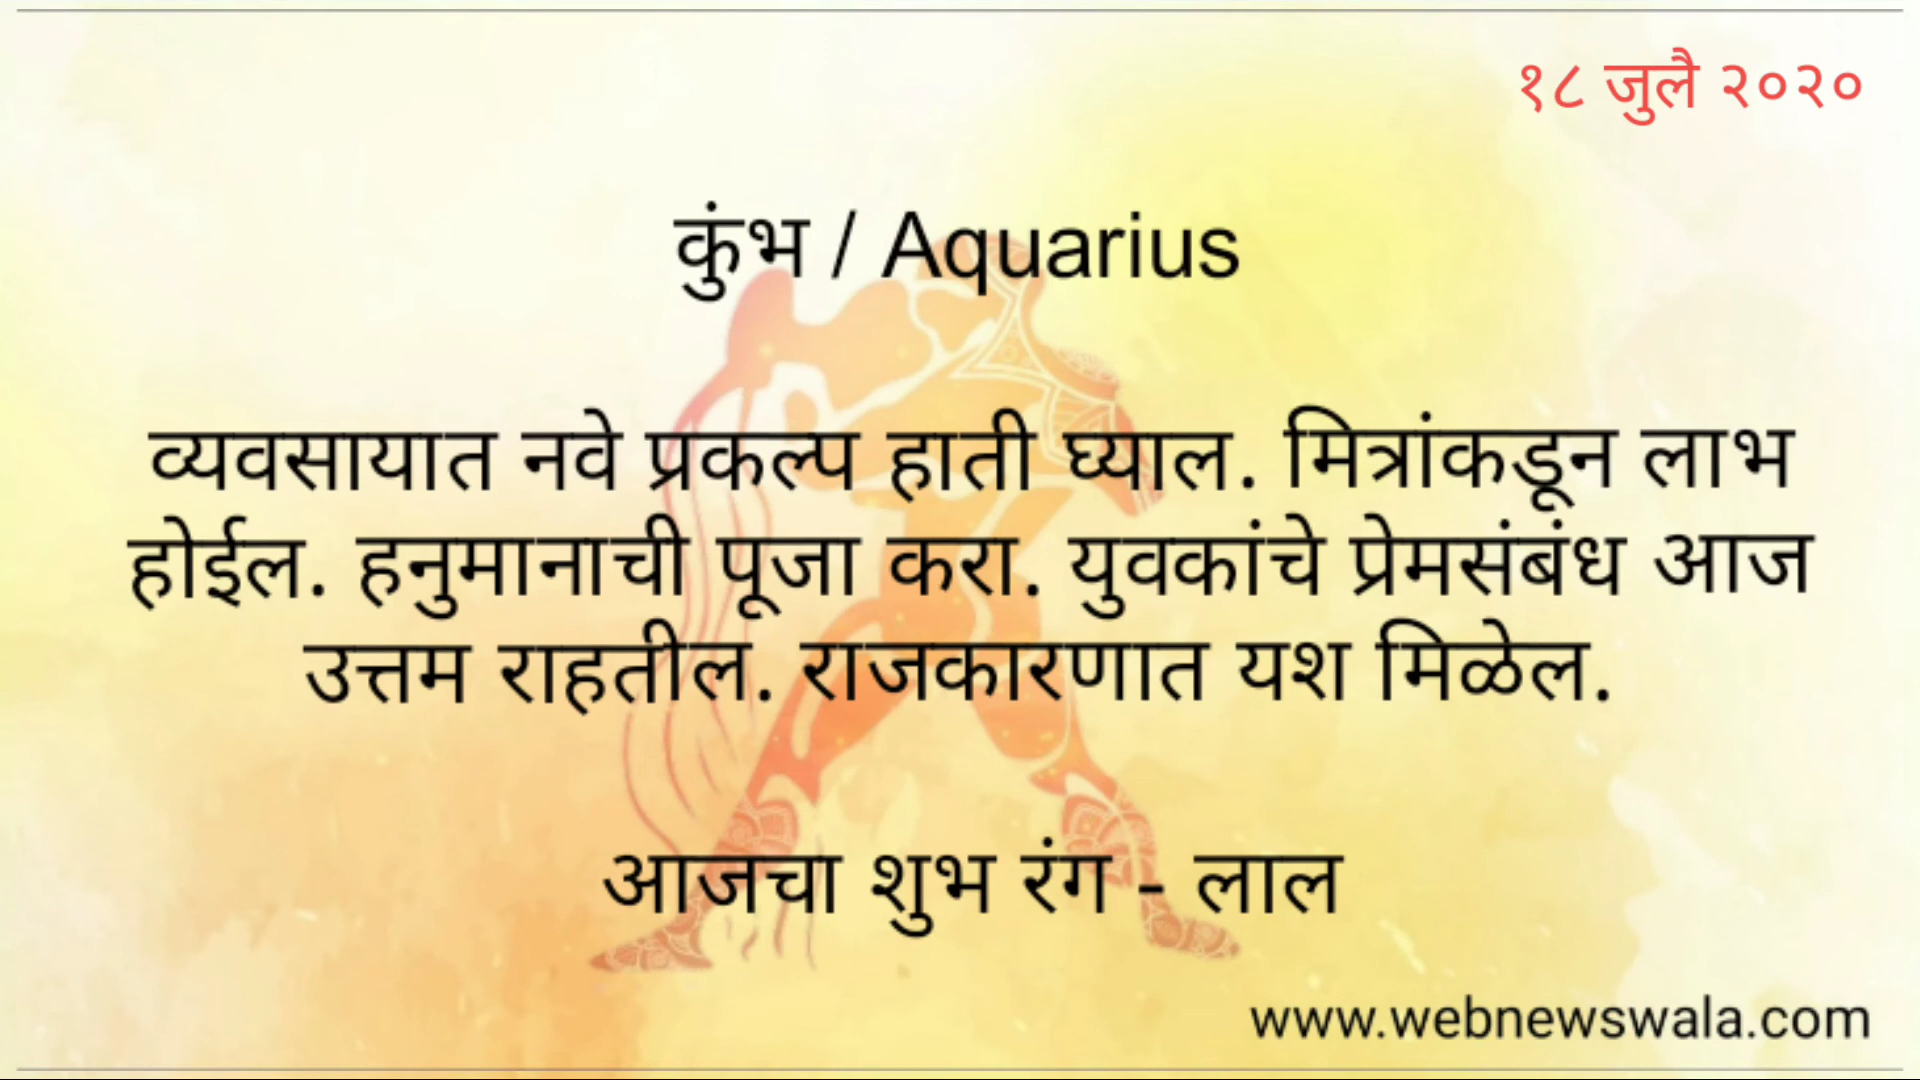 १८ जुलै २०२०
कुंभ / Aquarius
व्यवसायात नवे प्रकल्प हाती घ्याल. मित्रांकडून लाभ
होईल. हनुमानाची पूजा करा. युवकांचे प्रेमसंबंध आज
उत्तम राहतील. राजकारणात यश मिळेल.
आजचा शुभ रंग - लाल
www.webnewswala.com